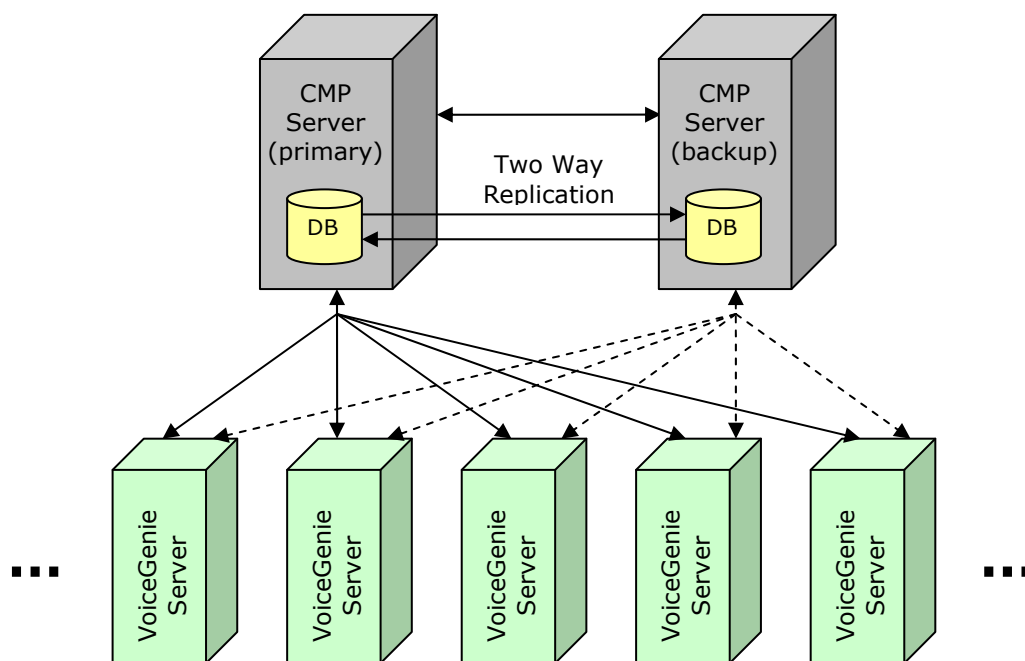 CMP
Server
(primary)
CMP
Server
(backup)
Two Way
Replication
DB
DB
VoiceGenie
Server
VoiceGenie
Server
VoiceGenie
Server
VoiceGenie
Server
VoiceGenie
Server
...
...